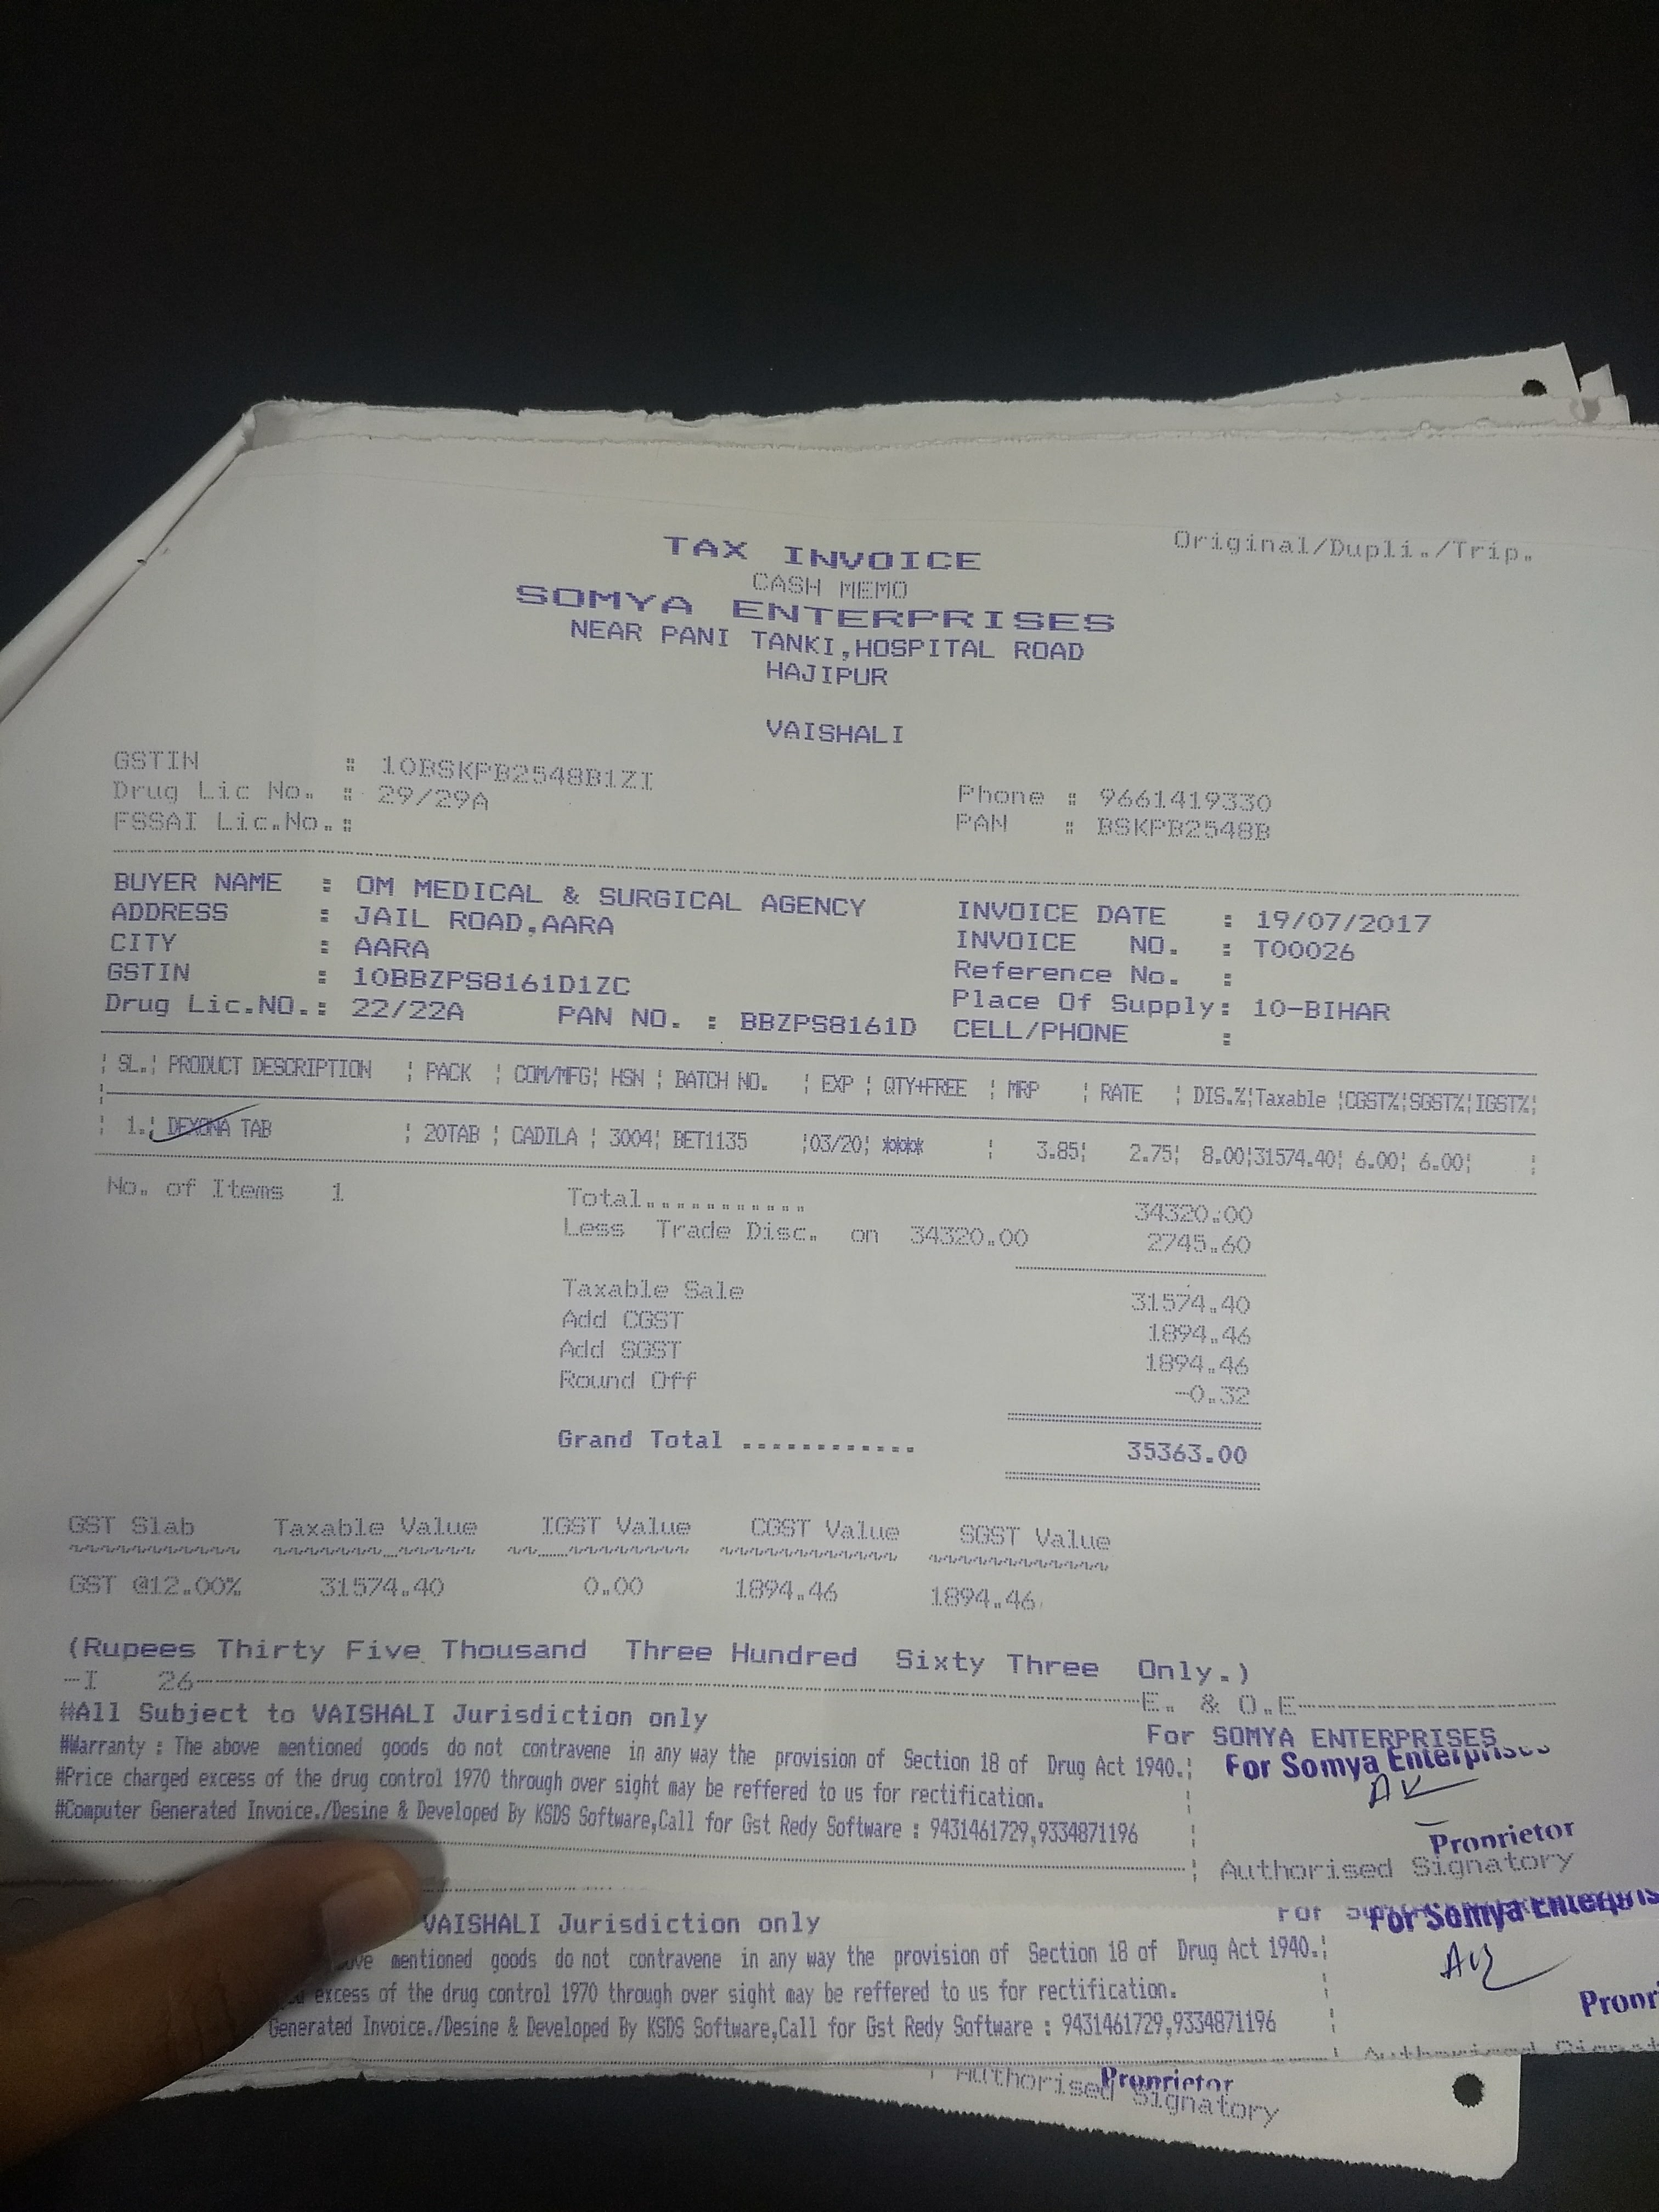 Original/Dupli./Trip.
TAX INVOICE
CASH MEMO
SOMYA ENTERPRISES
NEAR PANI TANKI,HOSPITAL ROAD
HAJIPUR
VAISHALI
GSTIN : 10BSKPB2548B1ZI
Drug Lic No. : 29/29A Phone : 9661419330
FSSAI Lic.No.: PAN : BSKPB2548B
BUYER NAME : OM MEDICAL & SURGICAL AGENCY INVOICE DATE : 19/07/2017
ADDRESS : JAIL ROAD,AARA INVOICE NO. : T00026
CITY : AARA Reference No. :
GSTIN : 10BBZPS8161D1ZC Place Of Supply: 10-BIHAR
Drug Lic.NO.: 22/22A PAN NO. : BBZPS8161D CELL/PHONE :
¦ SL.¦ PRODUCT DESCRIPTION ¦ PACK ¦ COM/MFG¦ HSN ¦ BATCH NO. ¦ EXP ¦ QTY+FREE ¦ MRP ¦ RATE ¦ DIS.%¦Taxable ¦CGST%¦SGST%¦IGST%¦
¦ 1.¦ DEXONA TAB ¦ 20TAB ¦ CADILA ¦ 3004¦ BET1135 ¦03/20¦ **** ¦ 3.85¦ 2.75¦ 8.00¦31574.40¦ 6.00¦ 6.00¦ ¦
No. of Items 1 Total........... 34320.00
Less Trade Disc. on 34320.00 2745.60
Taxable Sale 31574.40
Add CGST 1894.46
Add SGST 1894.46
Round Off -0.32
Grand Total ............ 35363.00
GST Slab Taxable Value IGST Value CGST Value SGST Value
GST @12.00% 31574.40 0.00 1894.46 1894.46
(Rupees Thirty Five Thousand Three Hundred Sixty Three Only.)
-I 26 E. & O.E
#All Subject to VAISHALI Jurisdiction only For SOMYA ENTERPRISES
#Warranty : The above mentioned goods do not contravene in any way the provision of Section 18 of Drug Act 1940.¦ For Somya Enterprises
#Price charged excess of the drug control 1970 through over sight may be reffered to us for rectification.
#Computer Generated Invoice./Desine & Developed By KSDS Software,Call for Gst Redy Software : 9431461729,9334871196 Proprietor
Authorised Signatory
VAISHALI Jurisdiction only For Somya Enterpris
mentioned goods do not contravene in any way the provision of Section 18 of Drug Act 1940.¦
excess of the drug control 1970 through over sight may be reffered to us for rectification.
Generated Invoice./Desine & Developed By KSDS Software,Call for Gst Redy Software : 9431461729,9334871196 Propri
Proprietor
Authorised Signatory